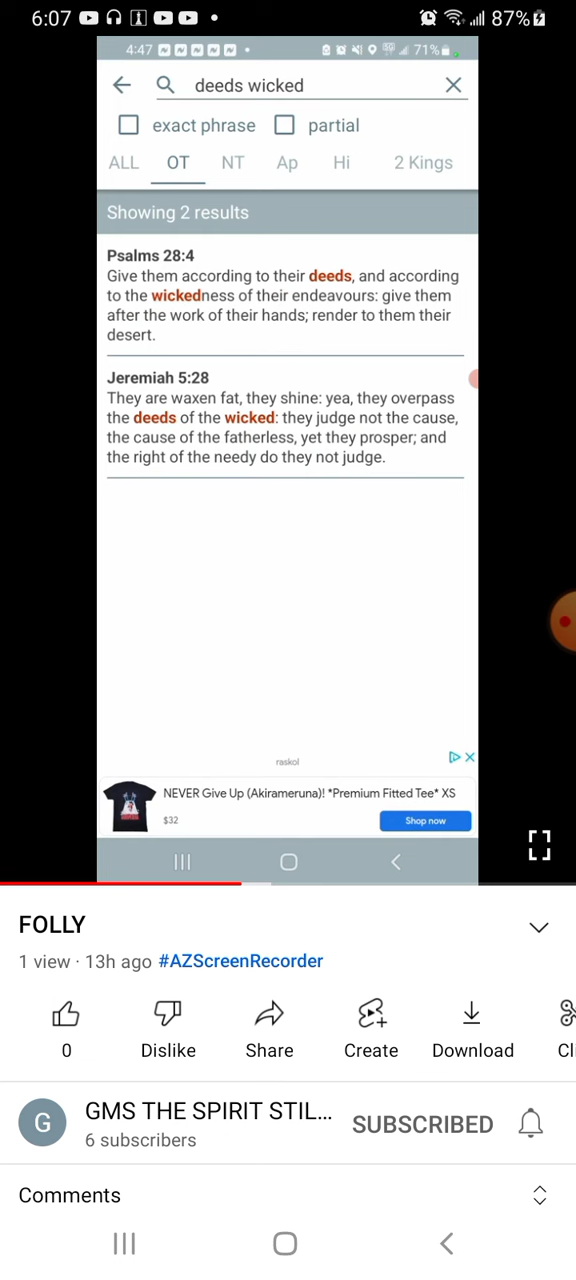 6:07
87%
4:47
71%
deeds wicked
exact phrase
partial
ALL OT NT Ap Hi 2 Kings
Showing 2 results
Psalms 28:4
Give them according to their deeds, and according
to the wickedness of their endeavours: give them
after the work of their hands; render to them their
desert.
Jeremiah 5:28
They are waxen fat, they shine: yea, they overpass
the deeds of the wicked: they judge not the cause,
the cause of the fatherless, yet they prosper; and
the right of the needy do they not judge.
raskol
NEVER Give Up (Akirameruna)! *Premium Fitted Tee* XS
$32
Shop now
FOLLY
1 view · 13h ago #AZScreenRecorder
0 Dislike Share Create Download Cli
G
GMS THE SPIRIT STIL...
SUBSCRIBED
6 subscribers
Comments